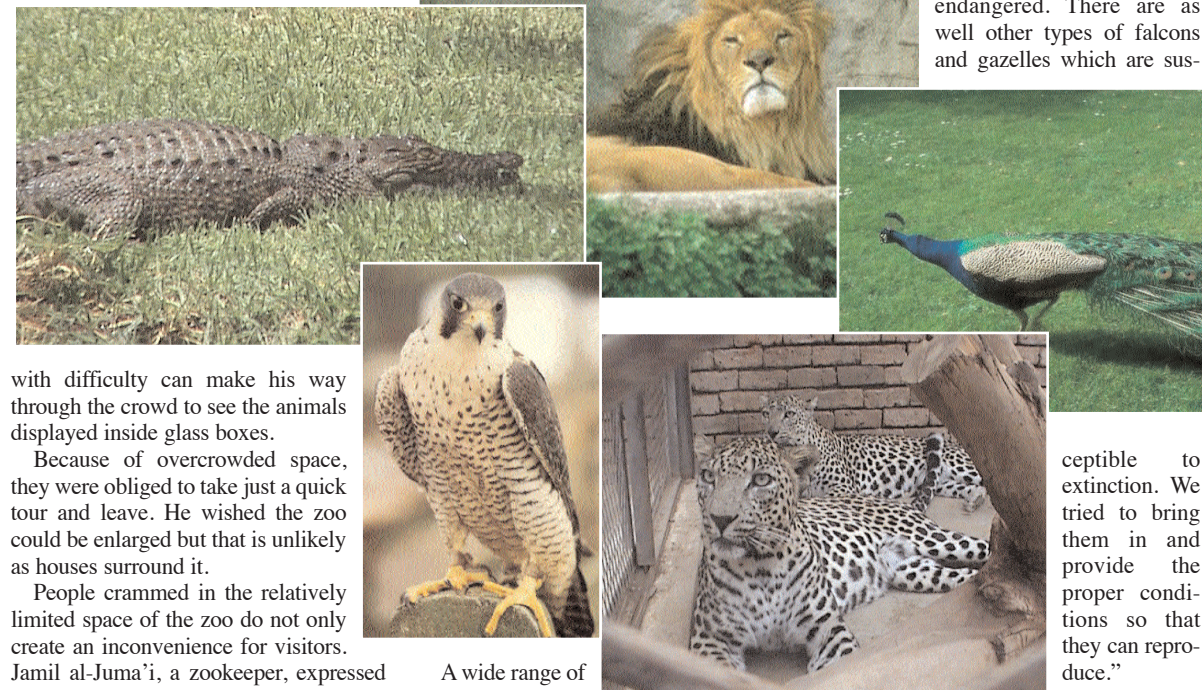 with difficulty can make his way
through the crowd to see the animals
displayed inside glass boxes.
Because of overcrowded space,
they were obliged to take just a quick
tour and leave. He wished the zoo
could be enlarged but that is unlikely
as houses surround it.
People crammed in the relatively
limited space of the zoo do not only
create an inconvenience for visitors.
Jamil al-Juma’i, a zookeeper, expressed
A wide range of
endangered. There are as
well other types of falcons
and gazelles which are sus-
ceptible to
extinction. We
tried to bring
them in and
provide the
proper condi-
tions so that
they can repro-
duce.”